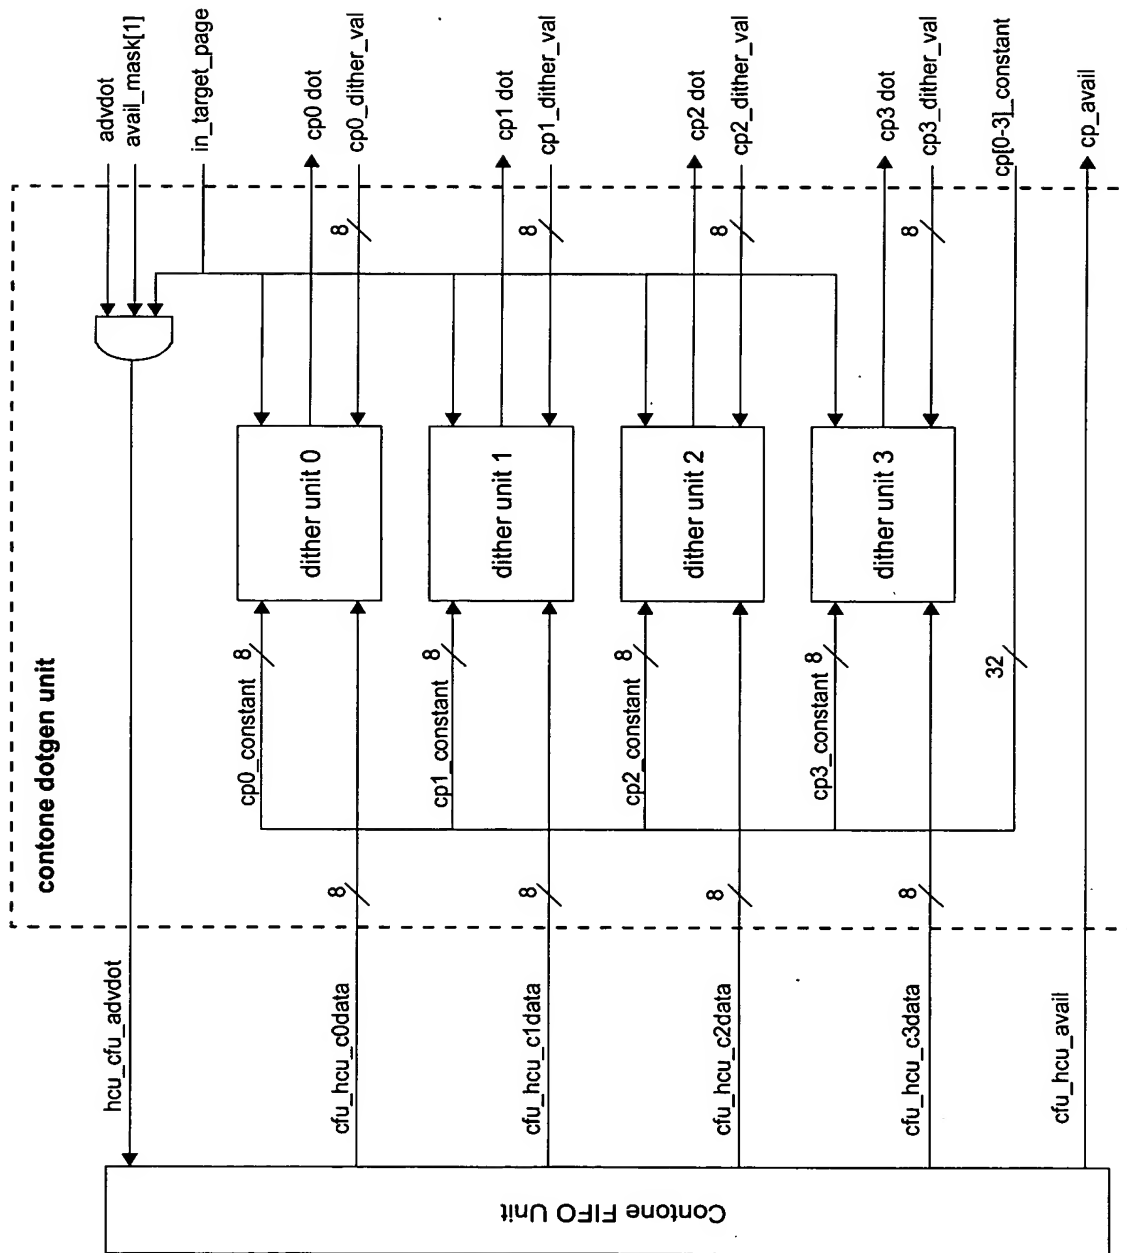 advdot
avail_mask[1]
in_target_page
cp0 dot
cp0_dither_val
cp1 dot
cp1_dither_val
cp2 dot
cp2_dither_val
cp3 dot
cp3_dither_val
cp[0-3]_constant
cp_avail
8
8
8
8
contone dotgen unit
dither unit 0
dither unit 1
dither unit 2
dither unit 3
cp0_constant
8
cp1_constant
8
cp2_constant
8
cp3_constant
8
32
8
8
8
8
hcu_cfu_advdot
cfu_hcu_c0data
cfu_hcu_c1data
cfu_hcu_c2data
cfu_hcu_c3data
cfu_hcu_avail
Contone FIFO Unit